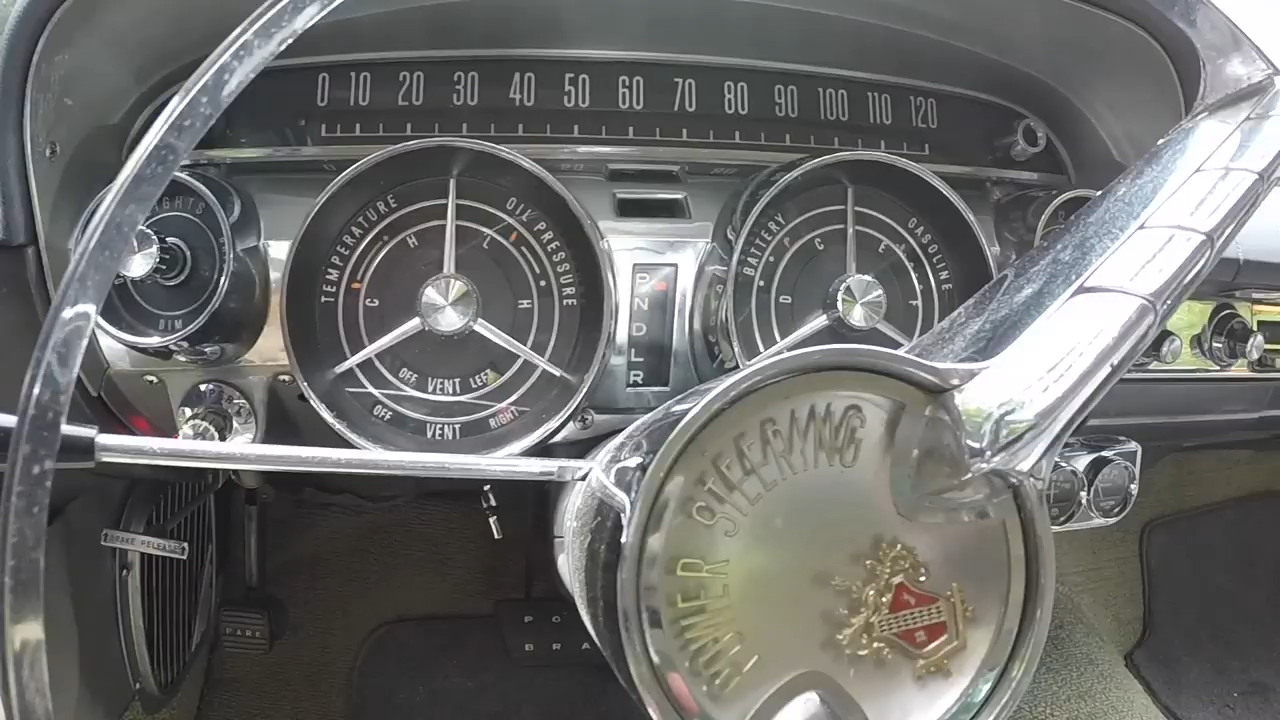 0 10 20 30 40 50 60 70 80 90 100 110 120
DIM
TEMPERATURE
OIL PRESSURE
H L
C H
OFF VENT LEFT
OFF VENT RIGHT
P
N
D
L
R
BATTERY
GASOLINE
C E
D F
POWER STEERING
BRAKE RELEASE
PARK
P O
B R A